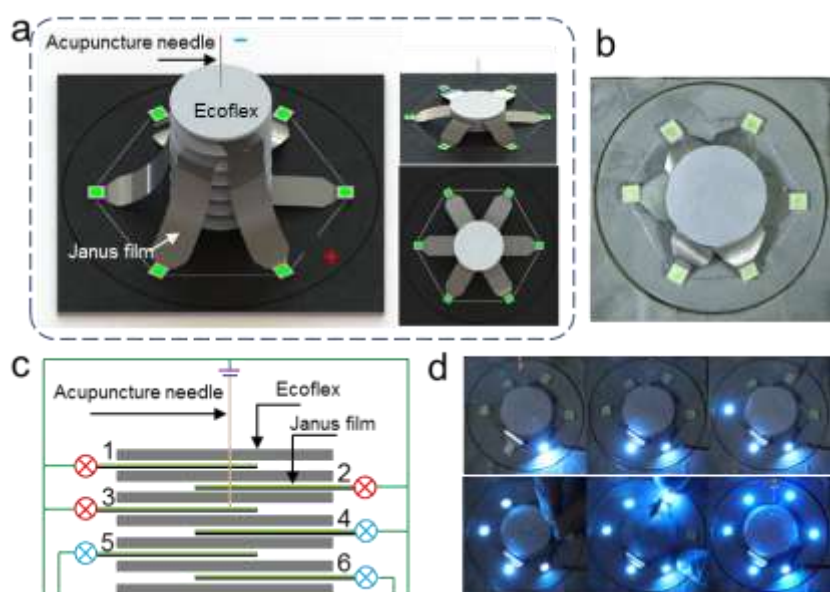 a
Acupuncture needle
−
Ecoflex
Janus film
+
b
c
Acupuncture needle
Ecoflex
Janus film
1
2
3
4
5
6
d